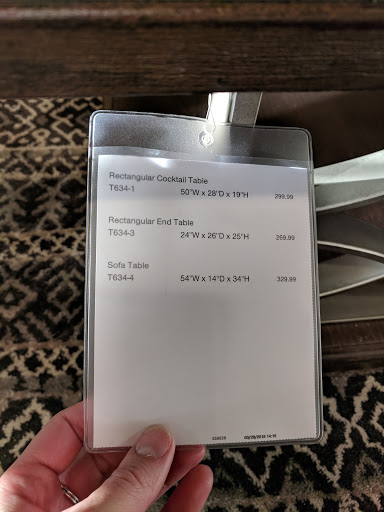 Rectangular Cocktail Table
T634-1 50"W x 28"D x 19"H 299.99
Rectangular End Table
T634-3 24"W x 26"D x 25"H 269.99
Sofa Table
T634-4 54"W x 14"D x 34"H 329.99